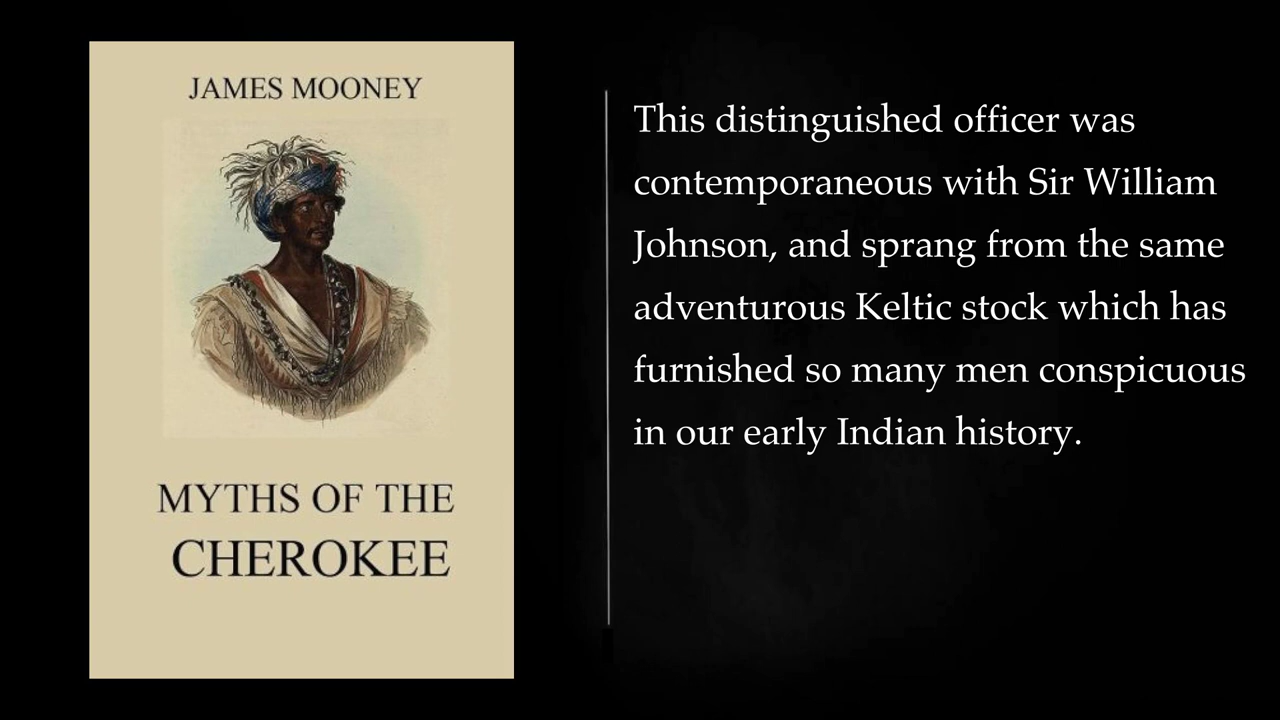 JAMES MOONEY
MYTHS OF THE
CHEROKEE
This distinguished officer was
contemporaneous with Sir William
Johnson, and sprang from the same
adventurous Keltic stock which has
furnished so many men conspicuous
in our early Indian history.